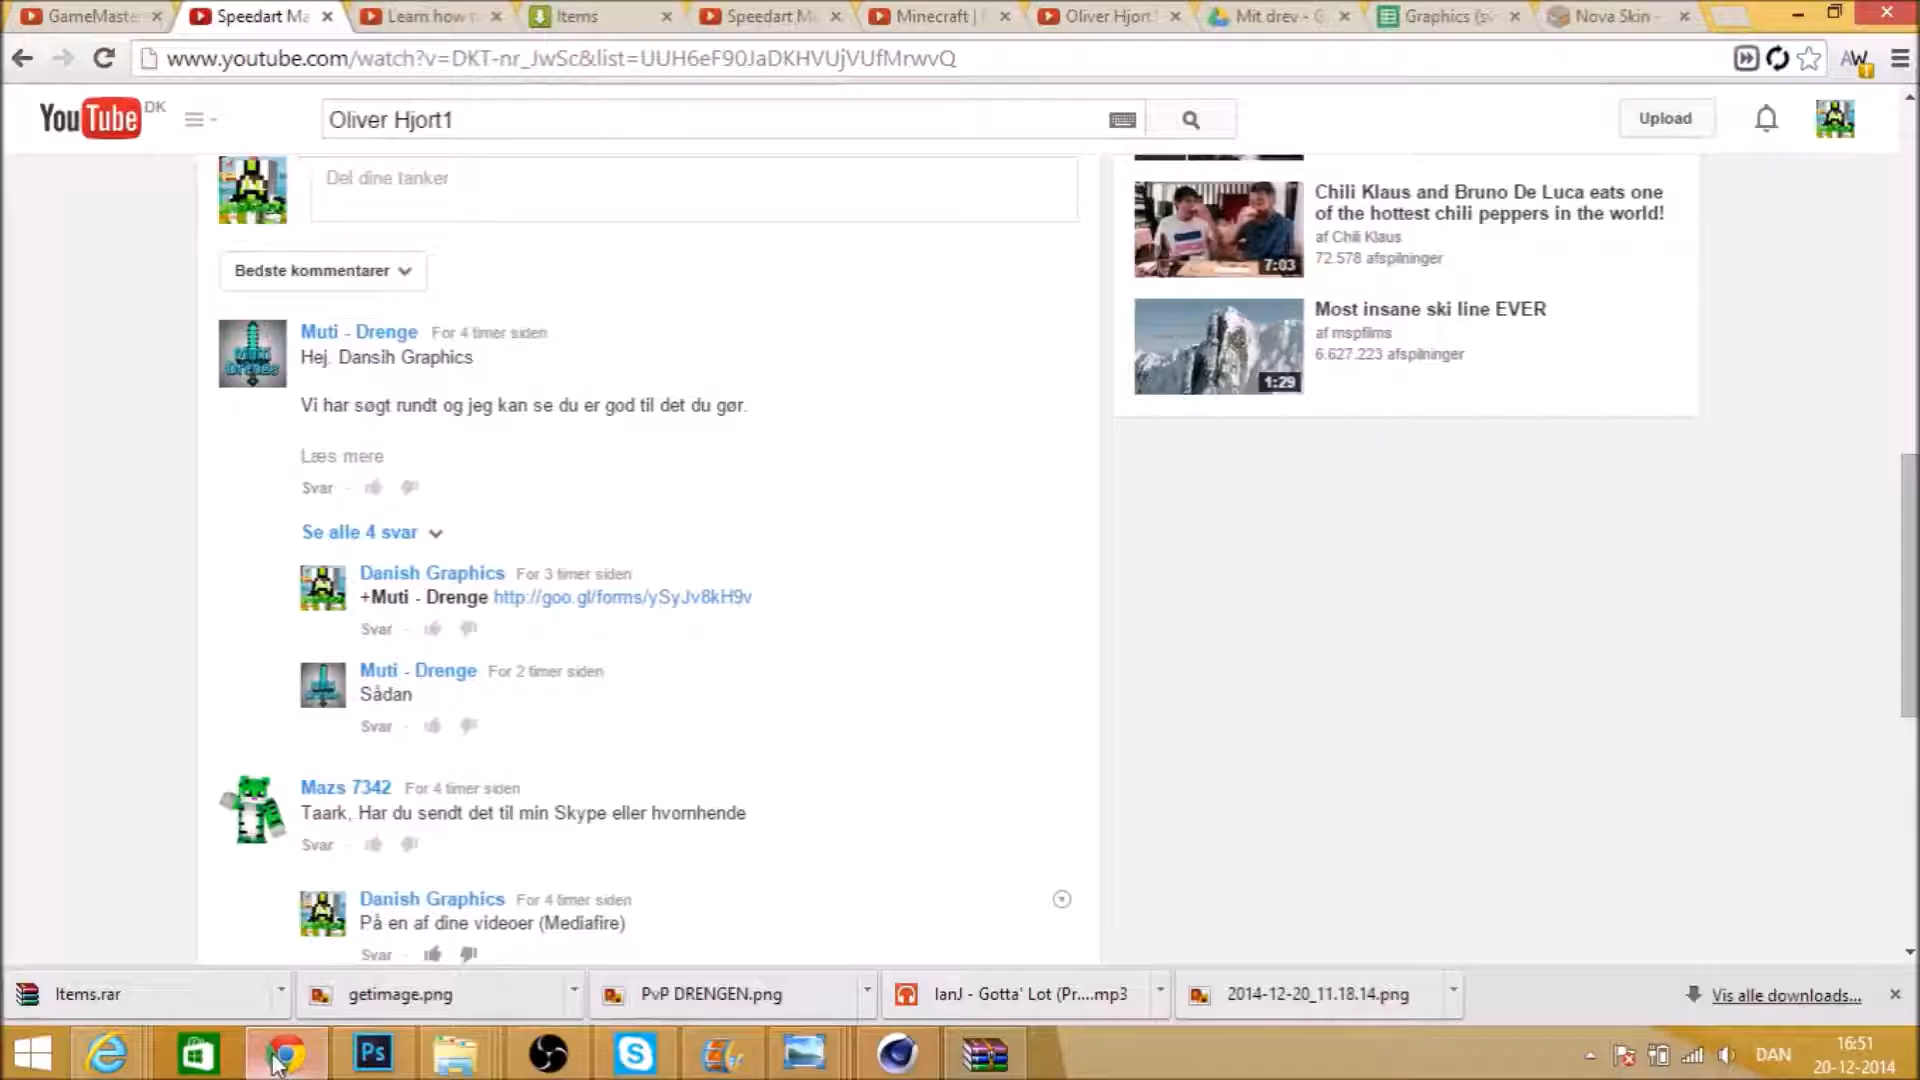 GameMaste
Speedart Ma
Learn how t
Items
Speedart M
Minecraft |
Oliver Hjort
Mit drev - G
Graphics (s
Nova Skin -
www.youtube.com/watch?v=DKT-nr_JwSc&list=UUH6eF90JaDKHVUjVUfMrwvQ
YouTube DK
Oliver Hjort1
Upload
Del dine tanker
Bedste kommentarer
Muti - Drenge For 4 timer siden
Hej. Dansih Graphics
Vi har søgt rundt og jeg kan se du er god til det du gør.
Læs mere
Svar
Se alle 4 svar
Danish Graphics For 3 timer siden
+Muti - Drenge http://goo.gl/forms/ySyJv8kH9v
Svar
Muti - Drenge For 2 timer siden
Sådan
Svar
Mazs 7342 For 4 timer siden
Taark, Har du sendt det til min Skype eller hvornhende
Svar
Danish Graphics For 4 timer siden
På en af dine videoer (Mediafire)
Svar
Chili Klaus and Bruno De Luca eats one
of the hottest chili peppers in the world!
af Chili Klaus
72.578 afspilninger
7:03
Most insane ski line EVER
af mspfilms
6.627.223 afspilninger
1:29
Items.rar
getimage.png
PvP DRENGEN.png
IanJ - Gotta' Lot (Pr....mp3
2014-12-20_11.18.14.png
Vis alle downloads...
Ps
DAN
16:51
20-12-2014